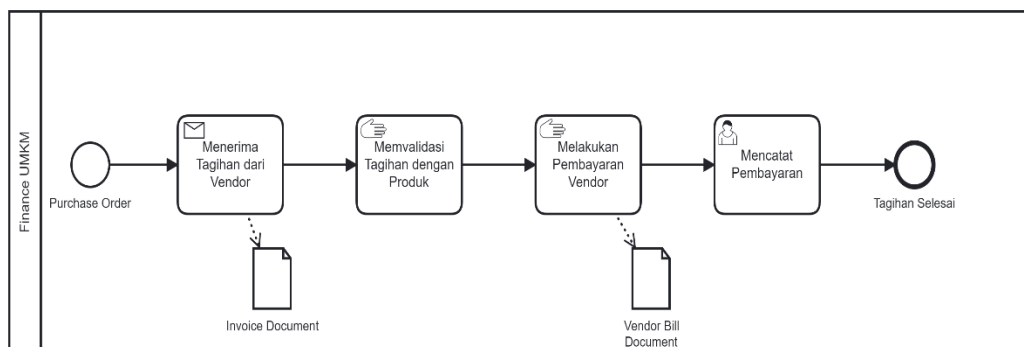 Finance UMKM
Purchase Order
Menerima
Tagihan dari
Vendor
Memvalidasi
Tagihan dengan
Produk
Melakukan
Pembayaran
Vendor
Mencatat
Pembayaran
Tagihan Selesai
Invoice Document
Vendor Bill
Document